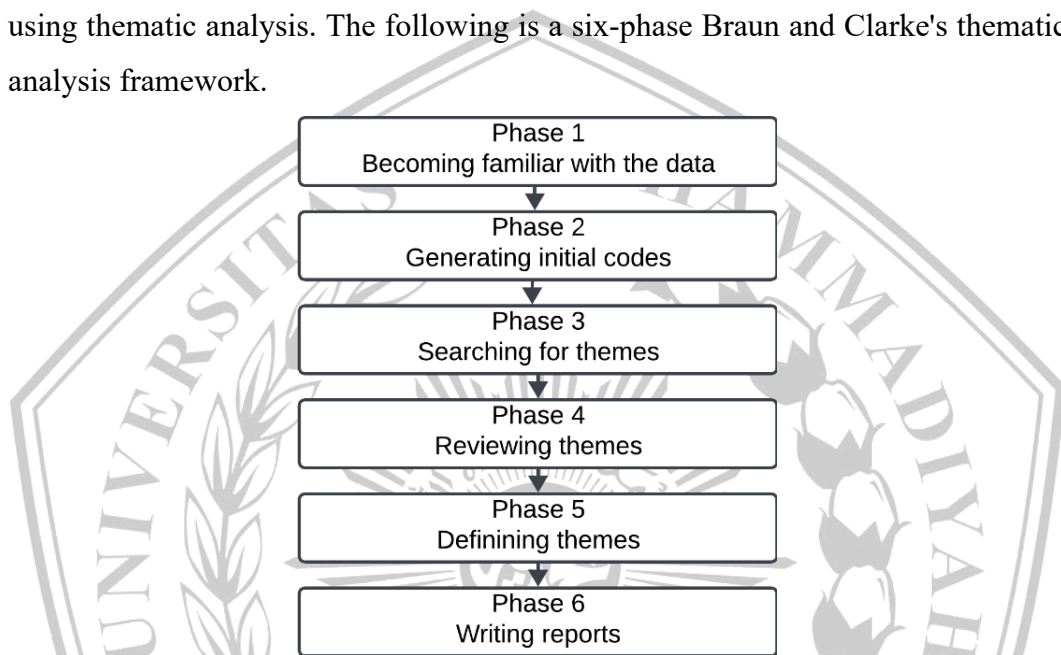 using thematic analysis. The following is a six-phase Braun and Clarke's thematic
analysis framework.
Phase 1
Becoming familiar with the data
Phase 2
Generating initial codes
Phase 3
Searching for themes
Phase 4
Reviewing themes
Phase 5
Definining themes
Phase 6
Writing reports
UNIVERSITAS
HAMMADIYAH